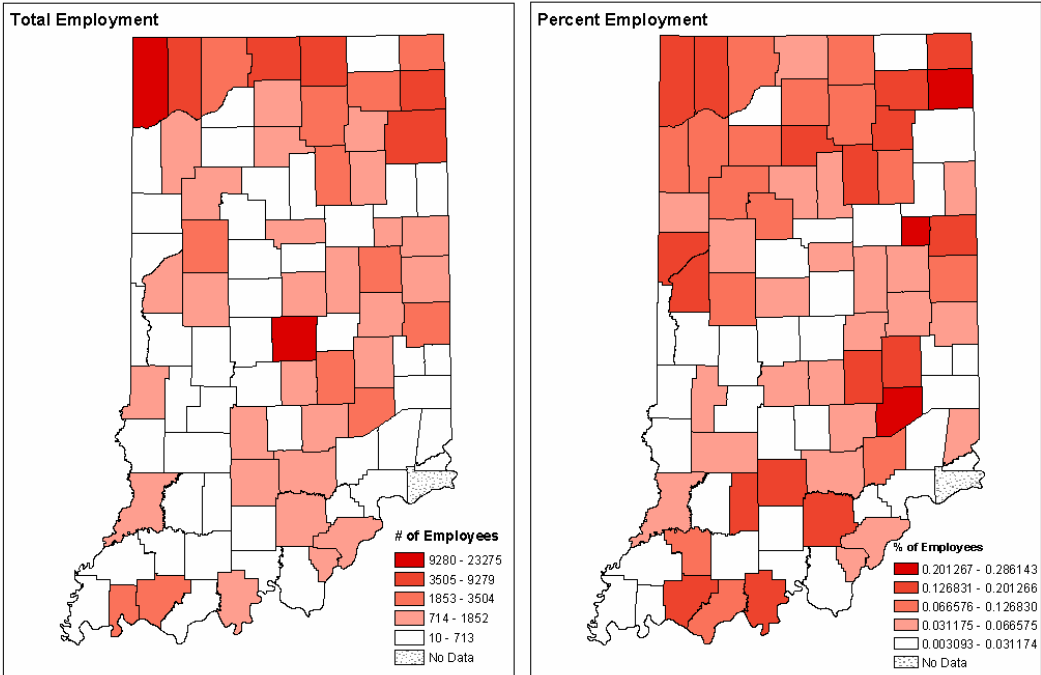 Total Employment
# of Employees
9280 - 23275
3505 - 9279
1853 - 3504
714 - 1852
10 - 713
No Data
Percent Employment
% of Employees
0.201267 - 0.286143
0.126831 - 0.201266
0.066576 - 0.126830
0.031175 - 0.066575
0.003093 - 0.031174
No Data